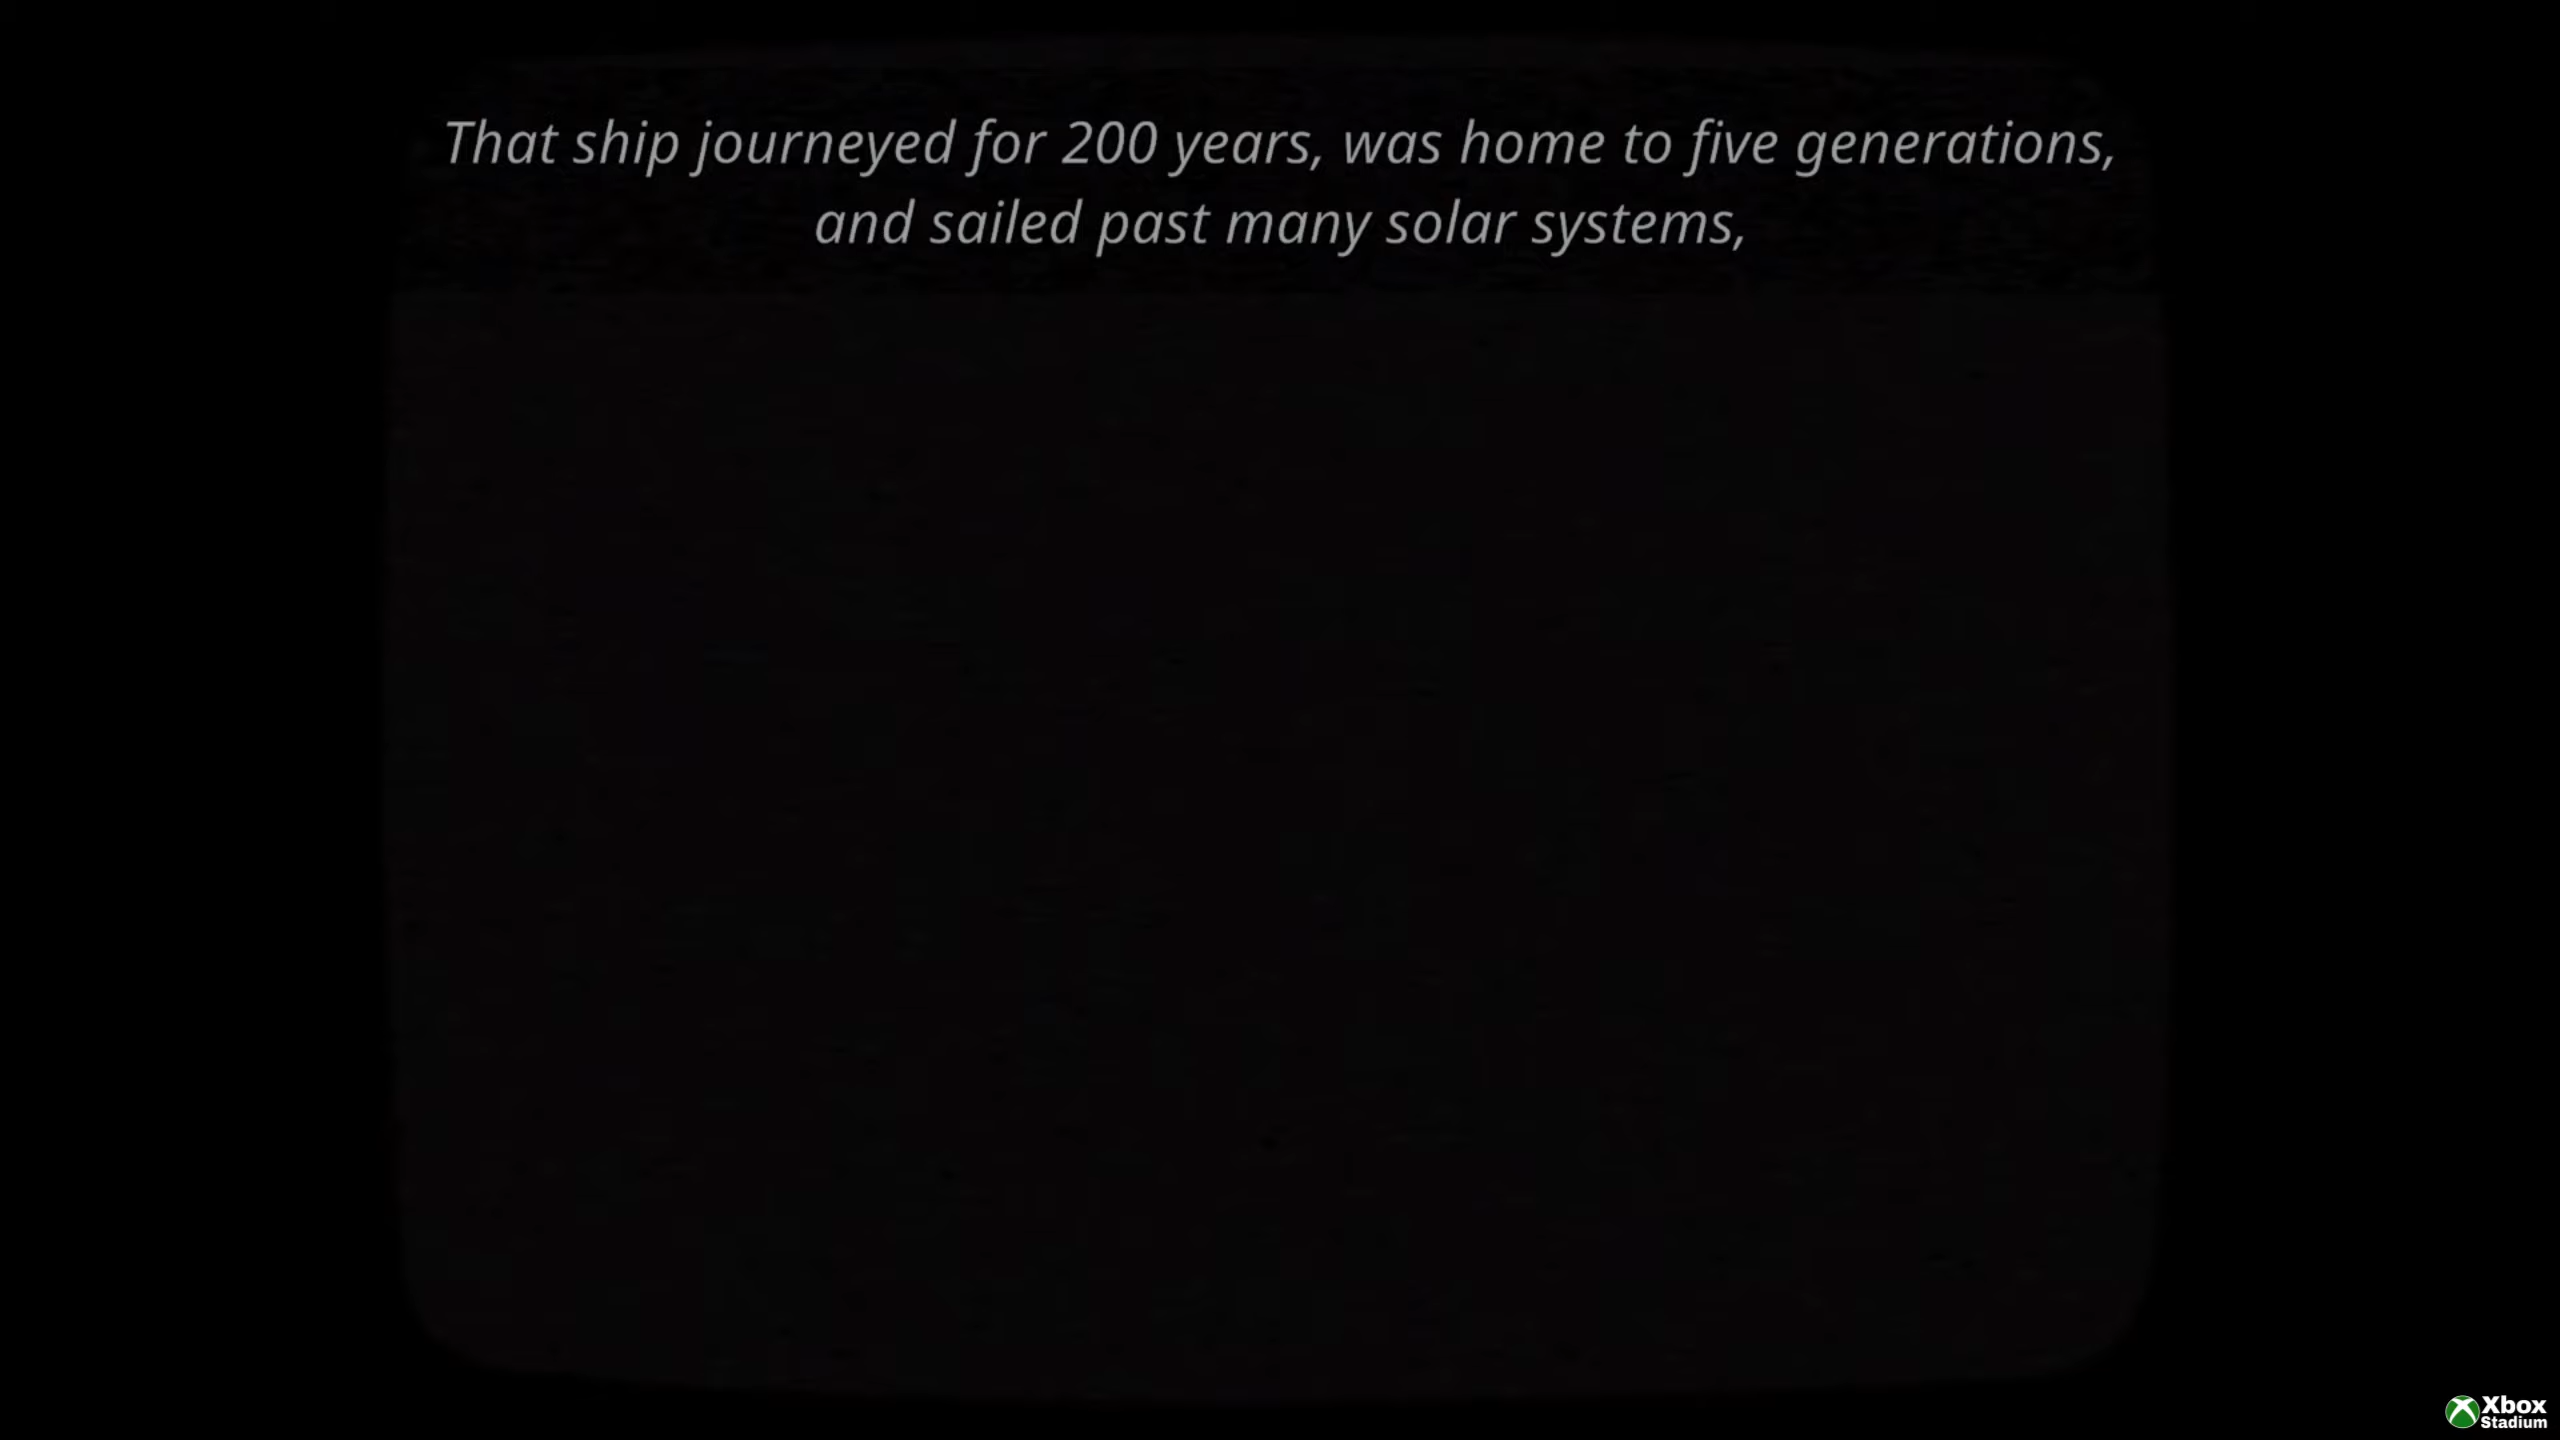 That ship journeyed for 200 years, was home to five generations,
and sailed past many solar systems,
Xbox
Stadium